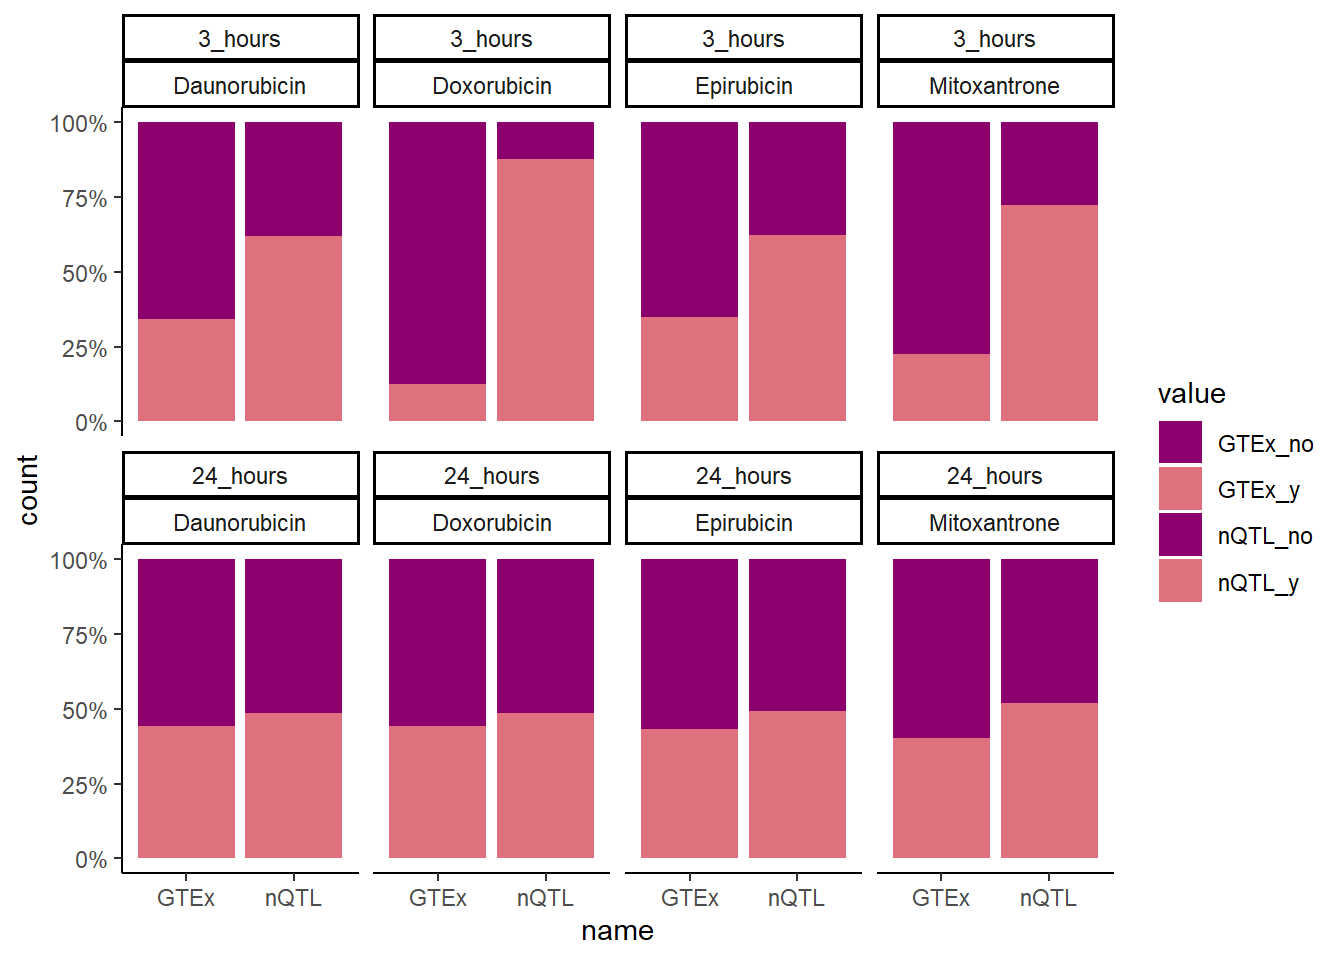 3_hours 3_hours 3_hours 3_hours
Daunorubicin Doxorubicin Epirubicin Mitoxantrone
100%
75%
50%
25%
0%
24_hours 24_hours 24_hours 24_hours
Daunorubicin Doxorubicin Epirubicin Mitoxantrone
100%
75%
50%
25%
0%
GTEx nQTL GTEx nQTL GTEx nQTL GTEx nQTL
name
count
value
GTEx_no
GTEx_y
nQTL_no
nQTL_y